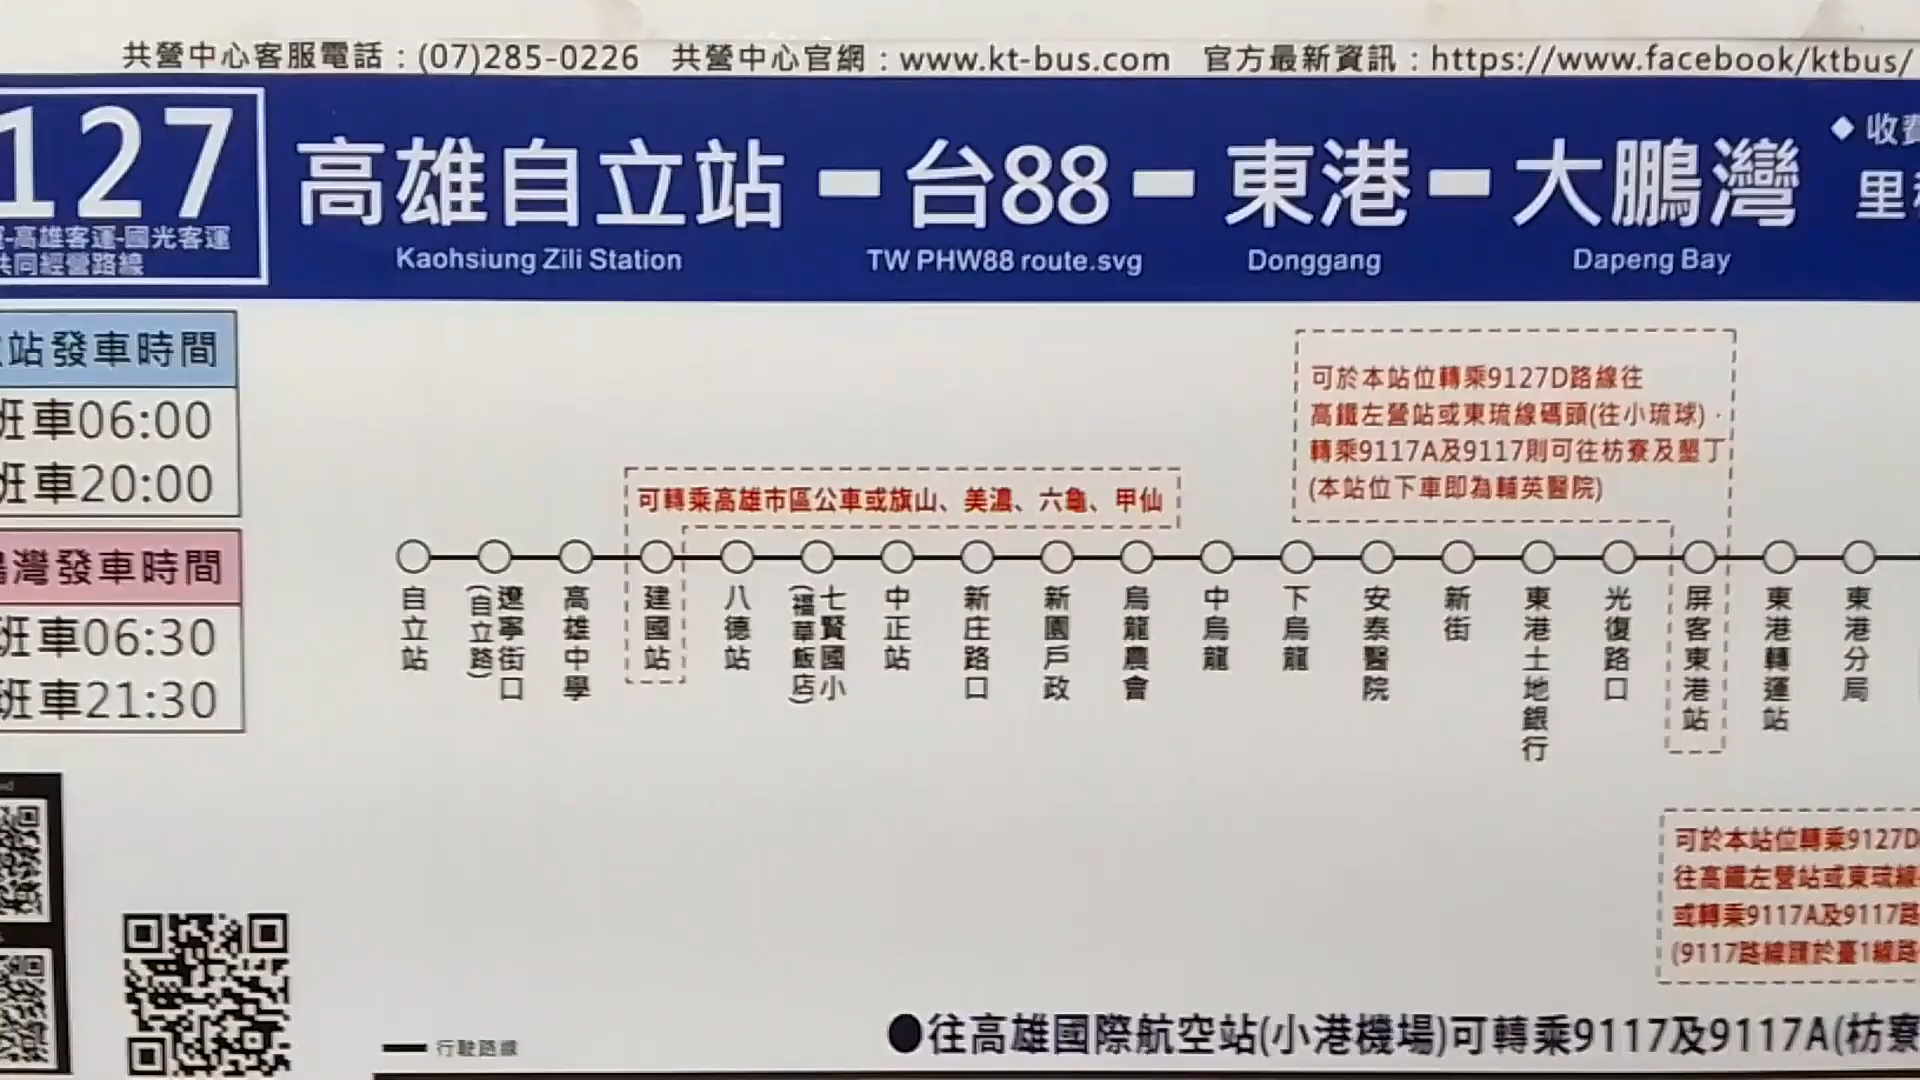 共營中心客服電話：(07)285-0226 共營中心官網：www.kt-bus.com 官方最新資訊：https://www.facebook/ktbus/
127
-高雄客運-國光客運
共同經營路線
高雄自立站-台88-東港-大鵬灣
Kaohsiung Zili Station TW PHW88 route.svg Donggang Dapeng Bay
◆收費
里程
站發車時間
班車06:00
班車20:00
灣發車時間
班車06:30
班車21:30
可於本站位轉乘9127D路線往
高鐵左營站或東琉線碼頭(往小琉球)，
轉乘9117A及9117則可往枋寮及墾丁
(本站位下車即為輔英醫院)
可轉乘高雄市區公車或旗山、美濃、六龜、甲仙
自立站
遼寧街口
(自立路)
高雄中學
建國站
八德站
七賢國小
(福華飯店)
中正站
新庄路口
新園戶政
烏龍農會
中烏龍
下烏龍
安泰醫院
新街
東港土地銀行
光復路口
屏客東港站
東港轉運站
東港分局
可於本站位轉乘9127D
往高鐵左營站或東琉線
或轉乘9117A及9117路
(9117路線請於臺1線路
行駛路線
●往高雄國際航空站(小港機場)可轉乘9117及9117A(枋寮